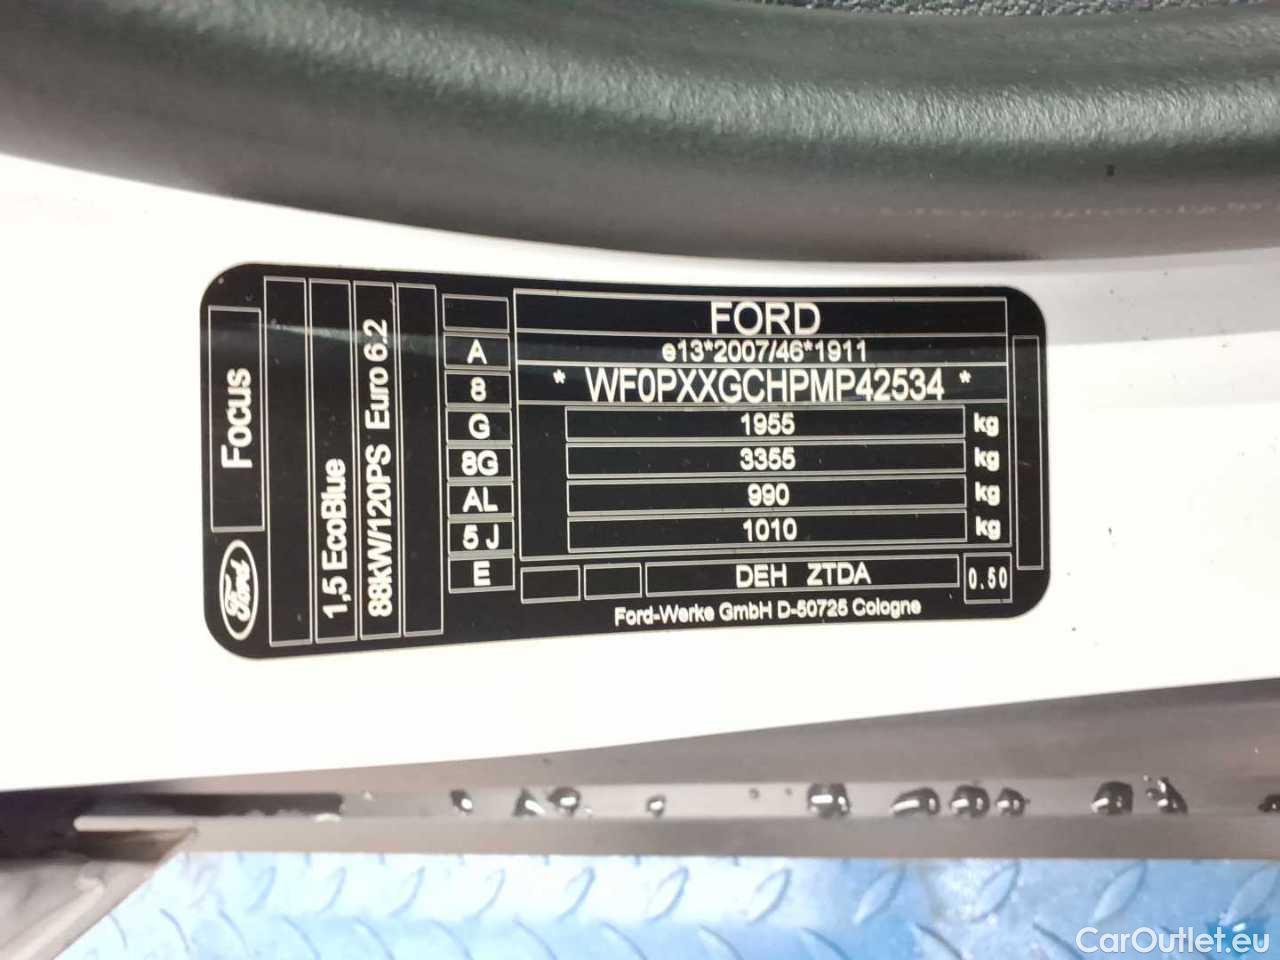 Focus
Ford
1,5 EcoBlue
88kW/120PS Euro 6.2
A
8
G
8G
AL
5 J
E
FORD
e13*2007/46*1911
* WF0PXXGCHPMP42534 *
1955 kg
3355 kg
990 kg
1010 kg
DEH ZTDA
0.50
Ford-Werke GmbH D-50725 Cologne
CarOutlet.eu